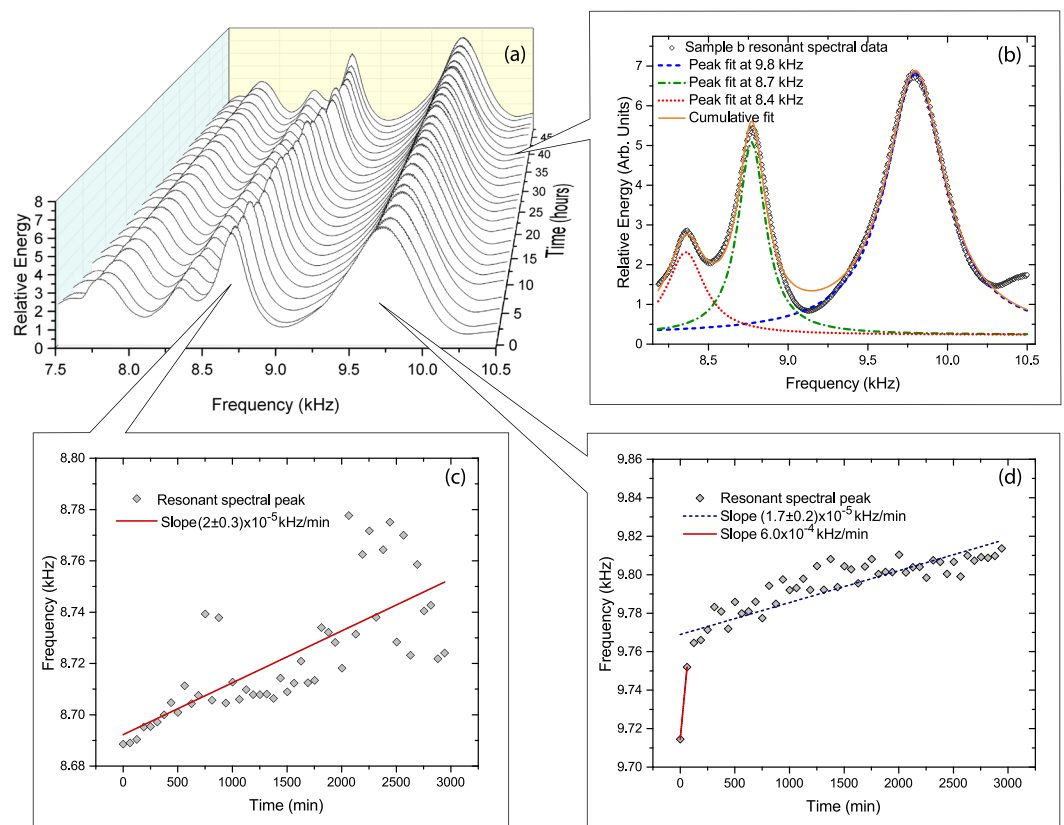 (a)
8
7
6
5
4
3
2
1
0
Relative Energy
7.5 8.0 8.5 9.0 9.5 10.0 10.5
Frequency (kHz)
45
40
35
30
25
20
15
10
5
0
Time (hours)
(b)
Sample b resonant spectral data
Peak fit at 9.8 kHz
Peak fit at 8.7 kHz
Peak fit at 8.4 kHz
Cumulative fit
7
6
5
4
3
2
1
0
Relative Energy (Arb. Units)
8.5 9.0 9.5 10.0 10.5
Frequency (kHz)
(c)
Resonant spectral peak
Slope (2±0.3)x10⁻⁵ kHz/min
8.80
8.78
8.76
8.74
8.72
8.70
8.68
Frequency (kHz)
0 500 1000 1500 2000 2500 3000
Time (min)
(d)
Resonant spectral peak
Slope (1.7±0.2)x10⁻⁵ kHz/min
Slope 6.0x10⁻⁴ kHz/min
9.86
9.84
9.82
9.80
9.78
9.76
9.74
9.72
9.70
Frequency (kHz)
0 500 1000 1500 2000 2500 3000
Time (min)